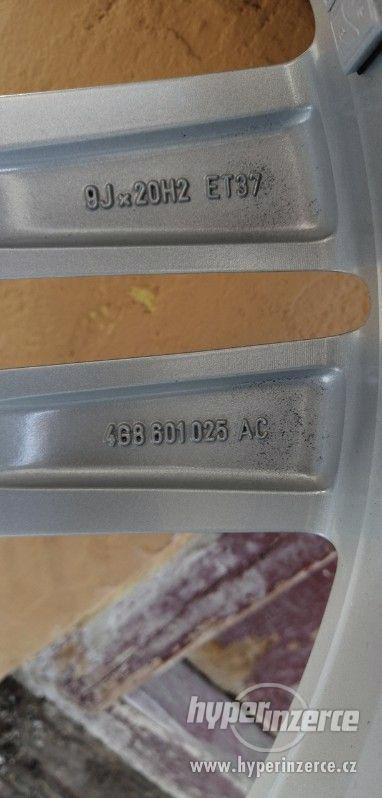 9Jx20H2 ET37
4G8 601 025 AC
hyperinzerce
www.hyperinzerce.cz